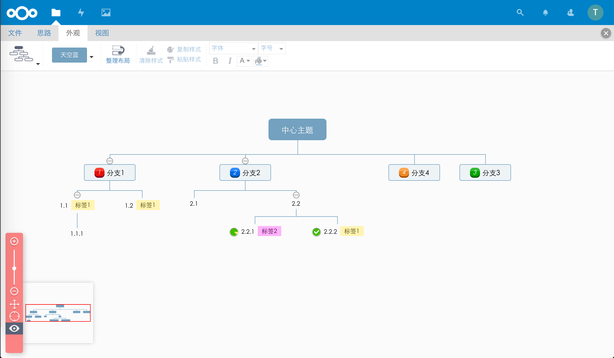 T
文件 思路 外观 视图
天空蓝
整理布局
清除样式
复制样式
粘贴样式
字体 字号
B I A
中心主题
1 分支1
2 分支2
4 分支4
3 分支3
1.1 标签1
1.2 标签1
2.1
2.2
1.1.1
2.2.1 标签2
2.2.2 标签1